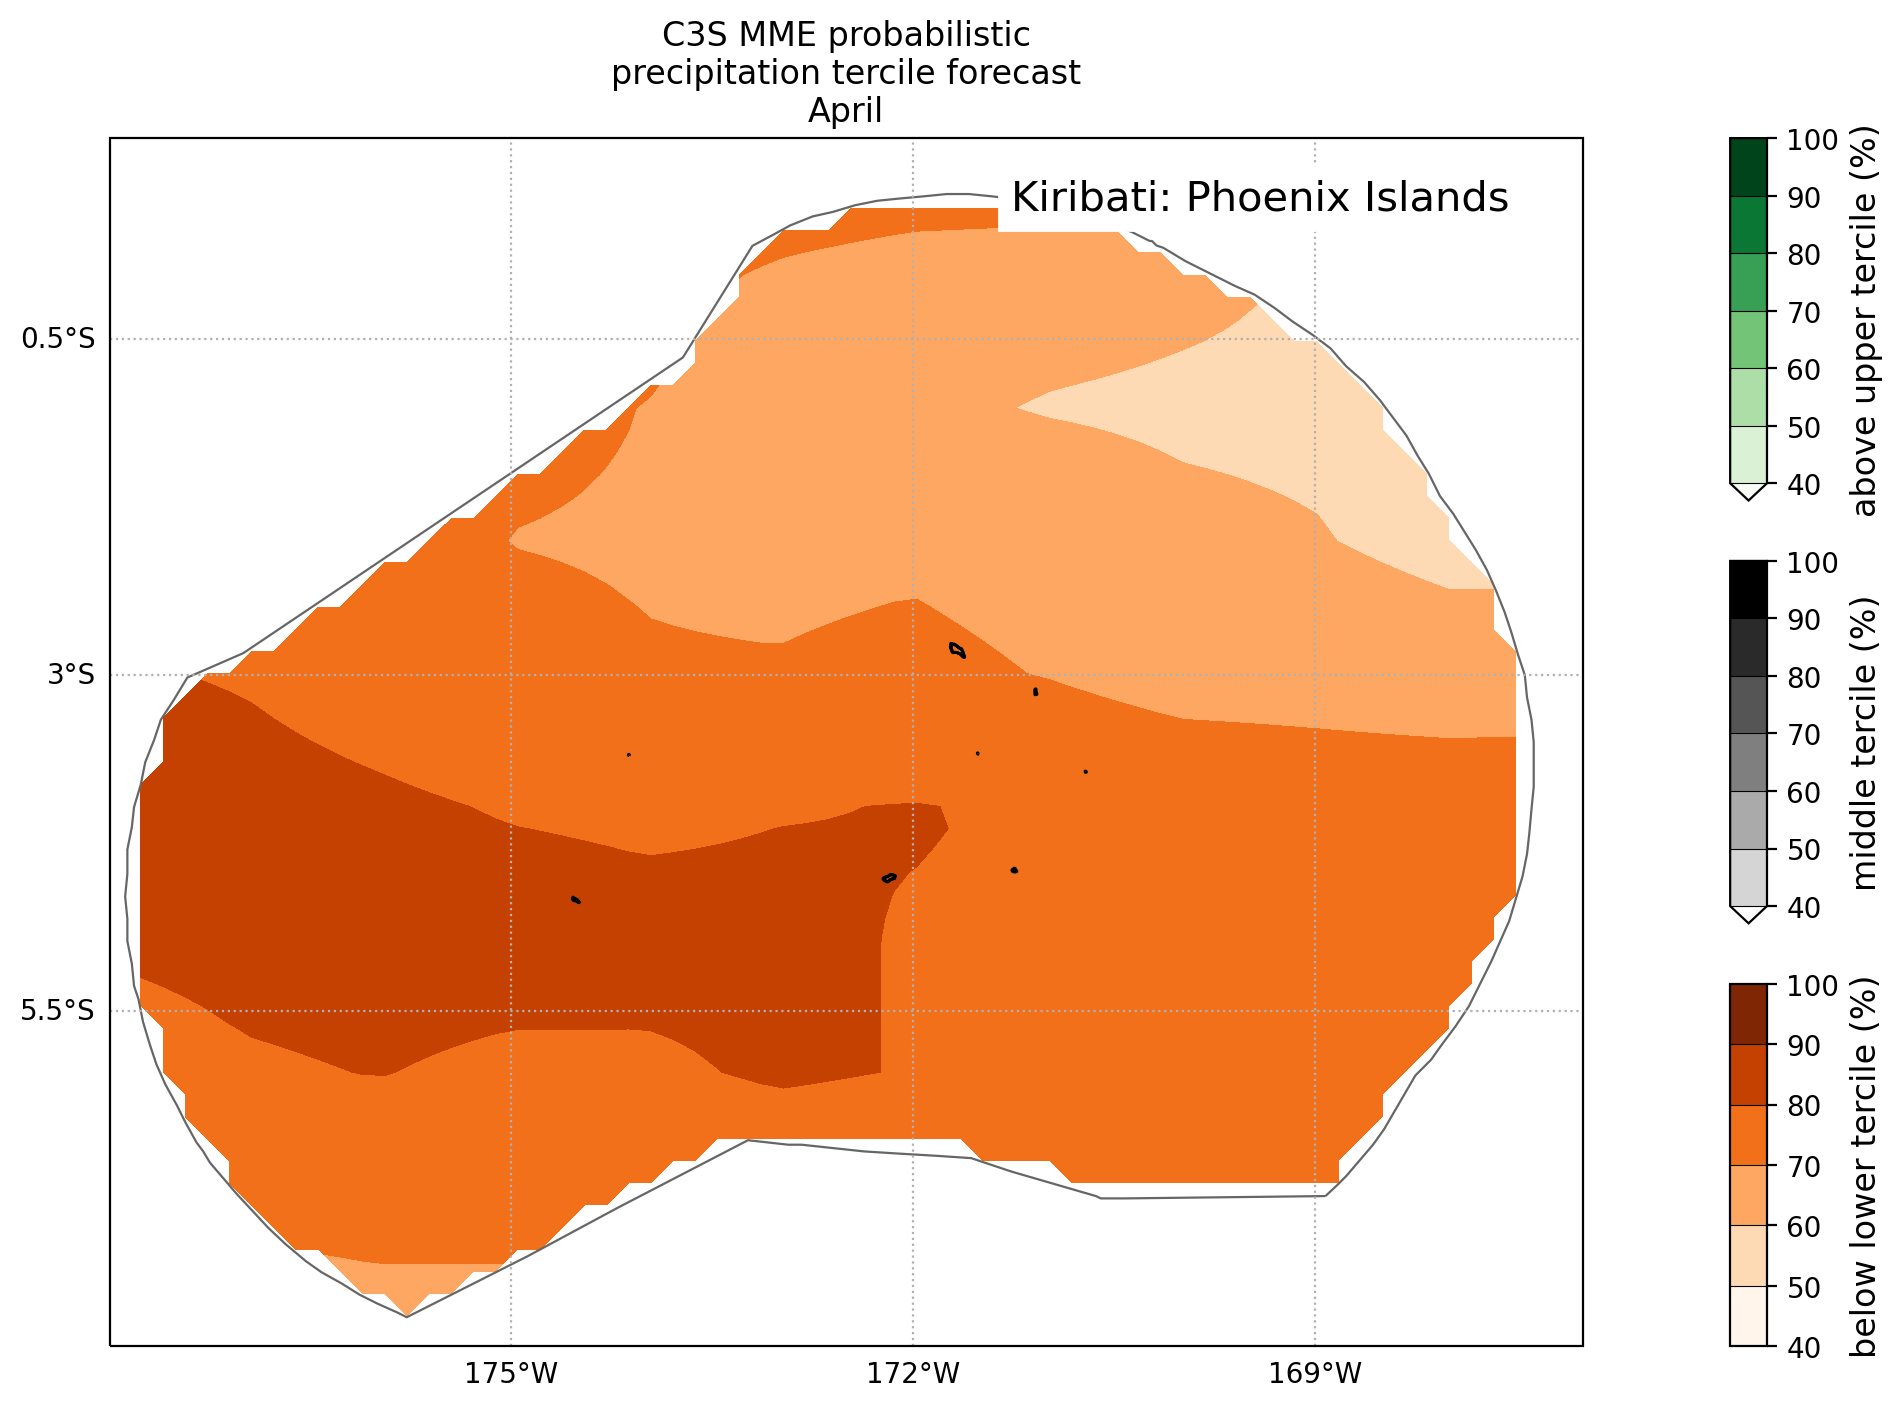 C3S MME probabilistic
precipitation tercile forecast
April
Kiribati: Phoenix Islands
0.5°S
3°S
5.5°S
175°W
172°W
169°W
100
90
80
70
60
50
40
above upper tercile (%)
100
90
80
70
60
50
40
middle tercile (%)
100
90
80
70
60
50
40
below lower tercile (%)